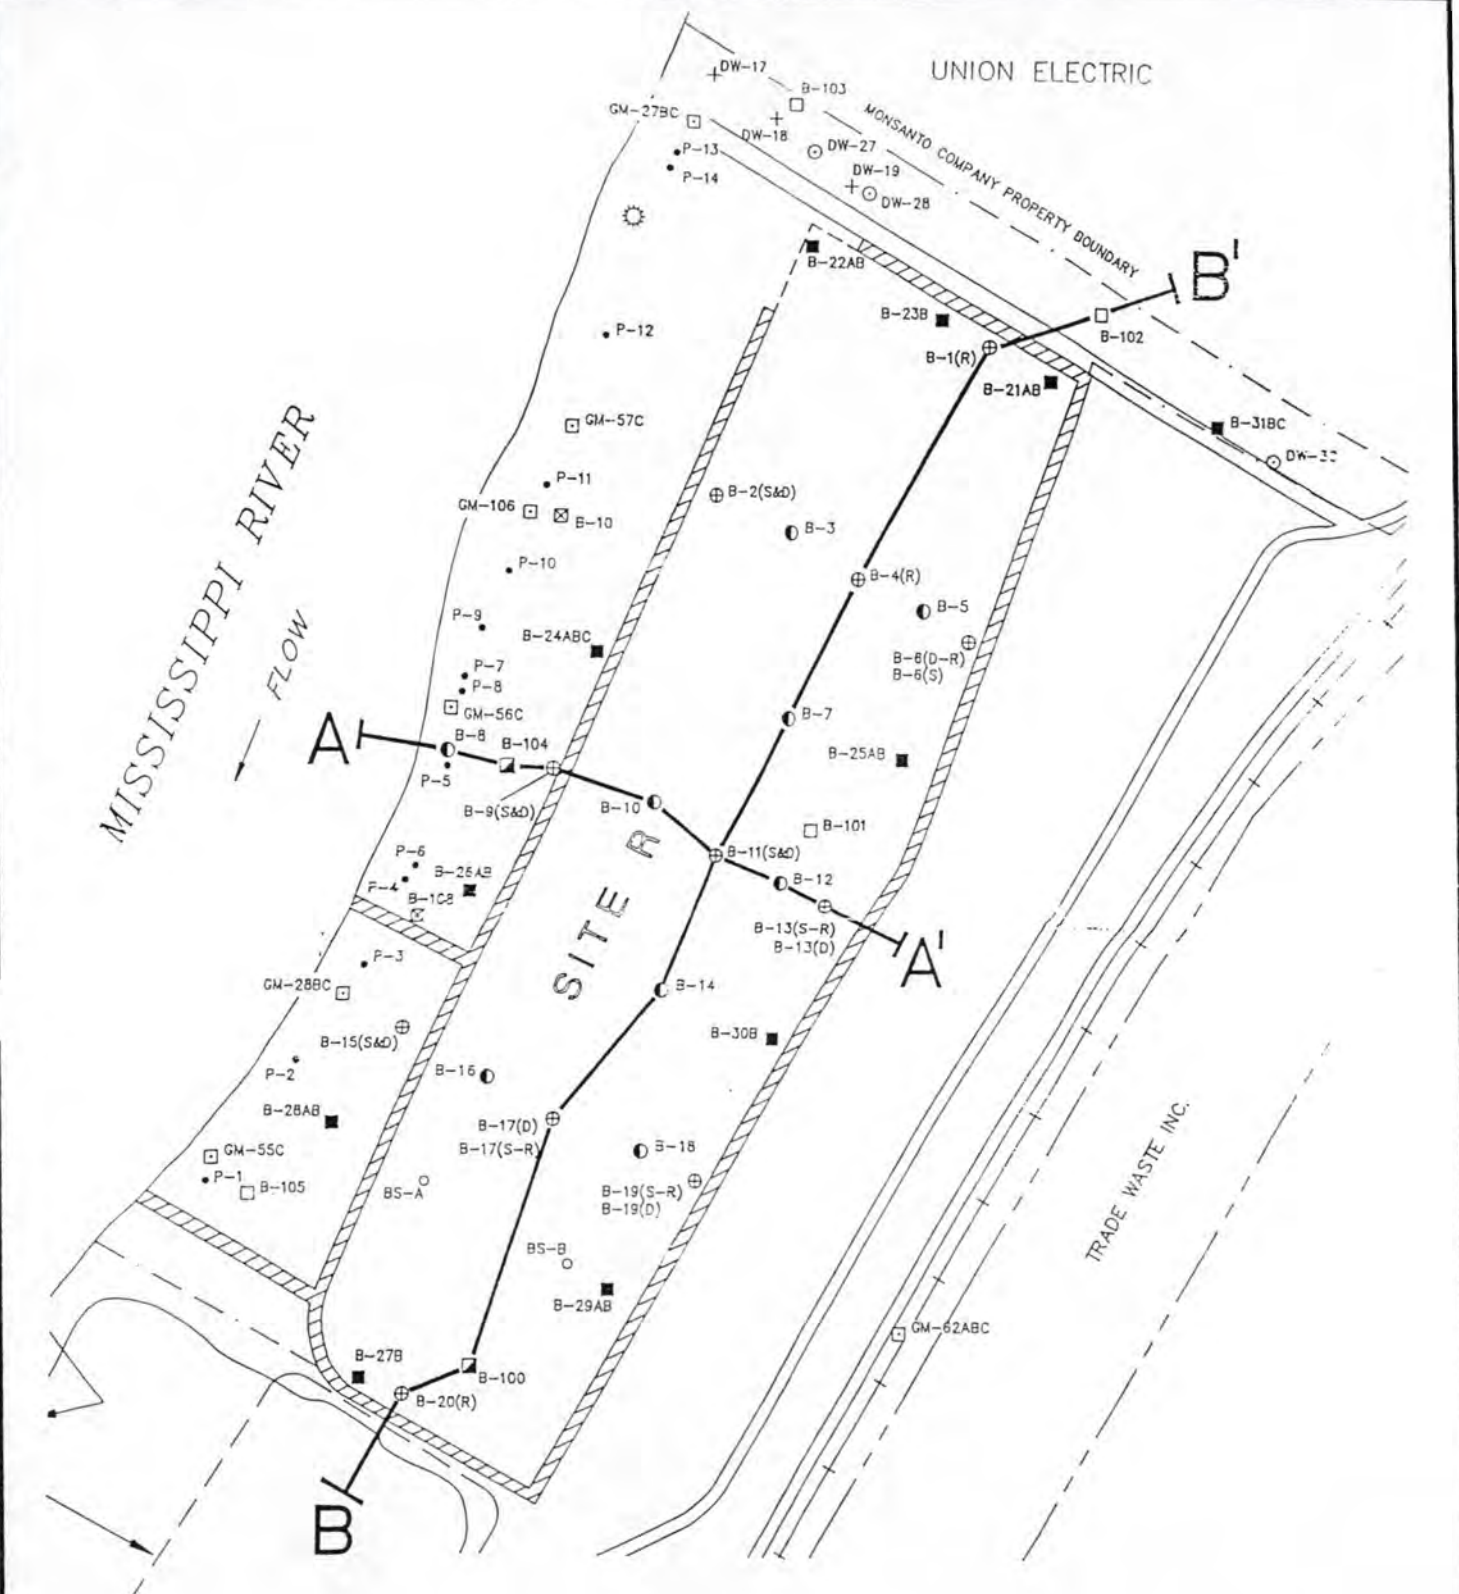 UNION ELECTRIC
DW-17
B-103
GM-27BC
DW-18
MONSANTO COMPANY PROPERTY BOUNDARY
DW-27
P-13
DW-19
P-14
DW-28
B'
B-22AB
B-23B
P-12
B-102
B-1(R)
B-21AB
GM-57C
B-31BC
MISSISSIPPI RIVER
P-11
B-2(S&D)
GM-106
B-10
B-3
P-10
B-4(R)
P-9
B-5
FLOW
B-24ABC
B-6(D-R)
B-6(S)
P-7
P-8
GM-56C
B-7
A
B-8
B-104
B-25AB
P-5
B-9(S&D)
B-10
B-101
SITE R
B-11(S&D)
P-6
B-26AB
B-12
P-4
B-13(S-R)
B-13(D)
A'
P-3
GM-28BC
B-14
B-15(S&D)
B-30B
P-2
B-16
B-28AB
B-17(D)
B-17(S-R)
B-18
GM-55C
P-1
B-105
BS-A
B-19(S-R)
B-19(D)
TRADE WASTE INC.
BS-B
B-29AB
GM-62ABC
B-27B
B-100
B-20(R)
B